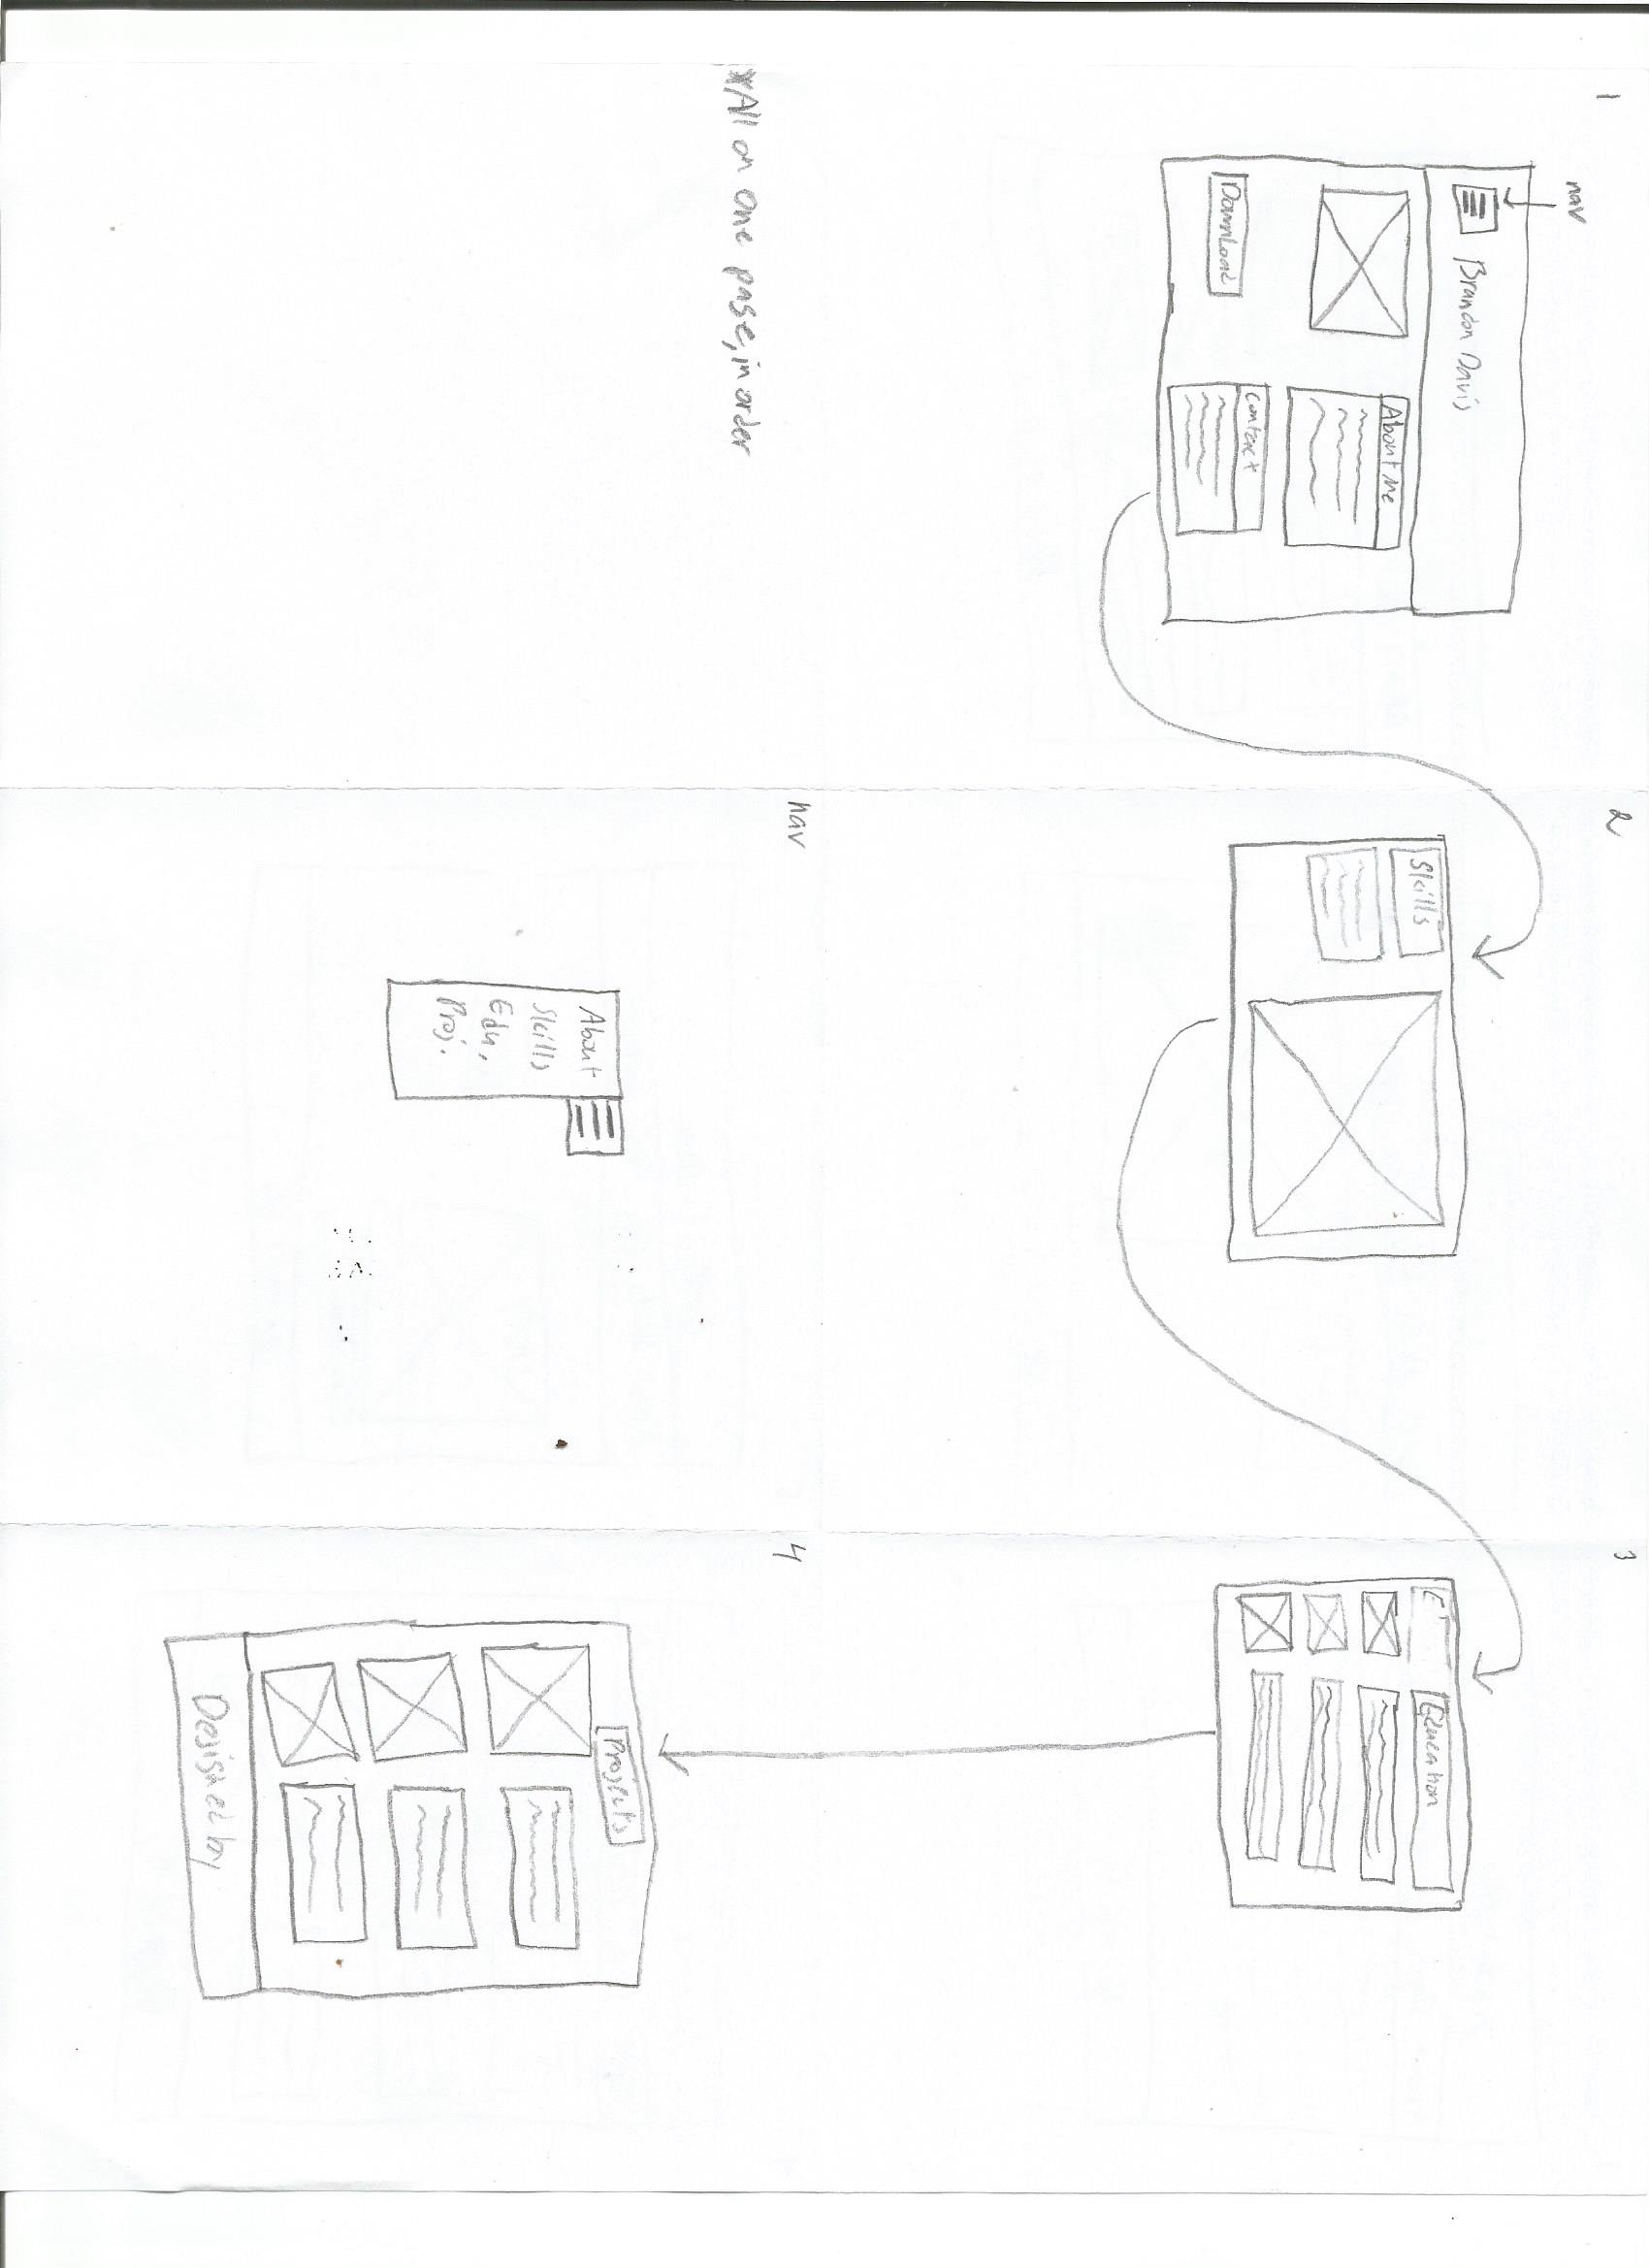 1
nav
Brandon Davis
About me
Contact
Download
2
Skills
3
E
Education
*All on one page, in order
nav
About
Skills
Edu.
Proj.
4
Projects
Designed by